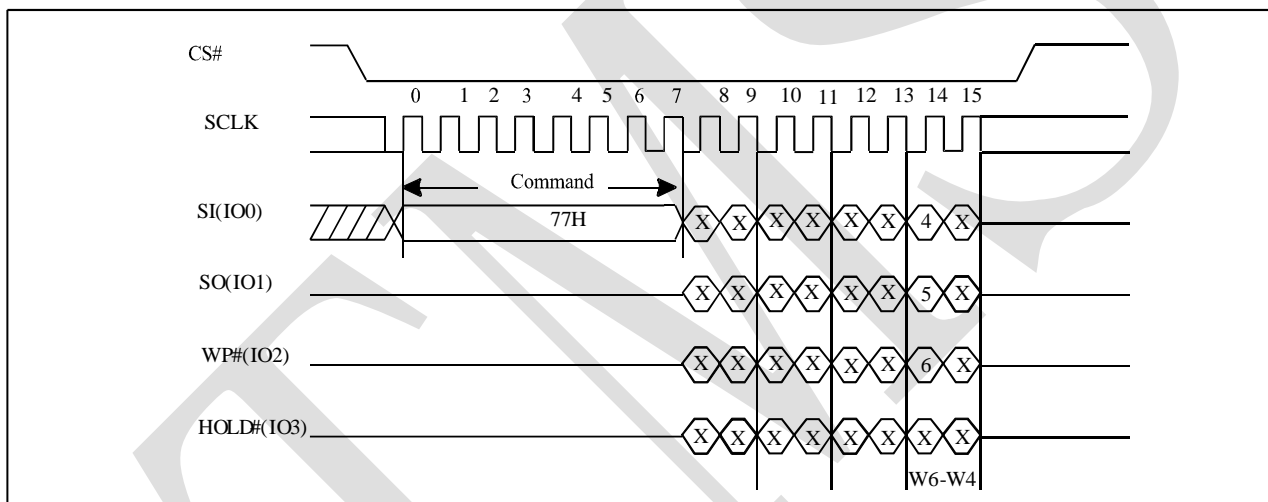 CS#
0 1 2 3 4 5 6 7 8 9 10 11 12 13 14 15
SCLK
Command
SI(IO0) 77H X X X X X X 4 X
SO(IO1) X X X X X X 5 X
WP#(IO2) X X X X X X 6 X
HOLD#(IO3) X X X X X X X X
W6-W4